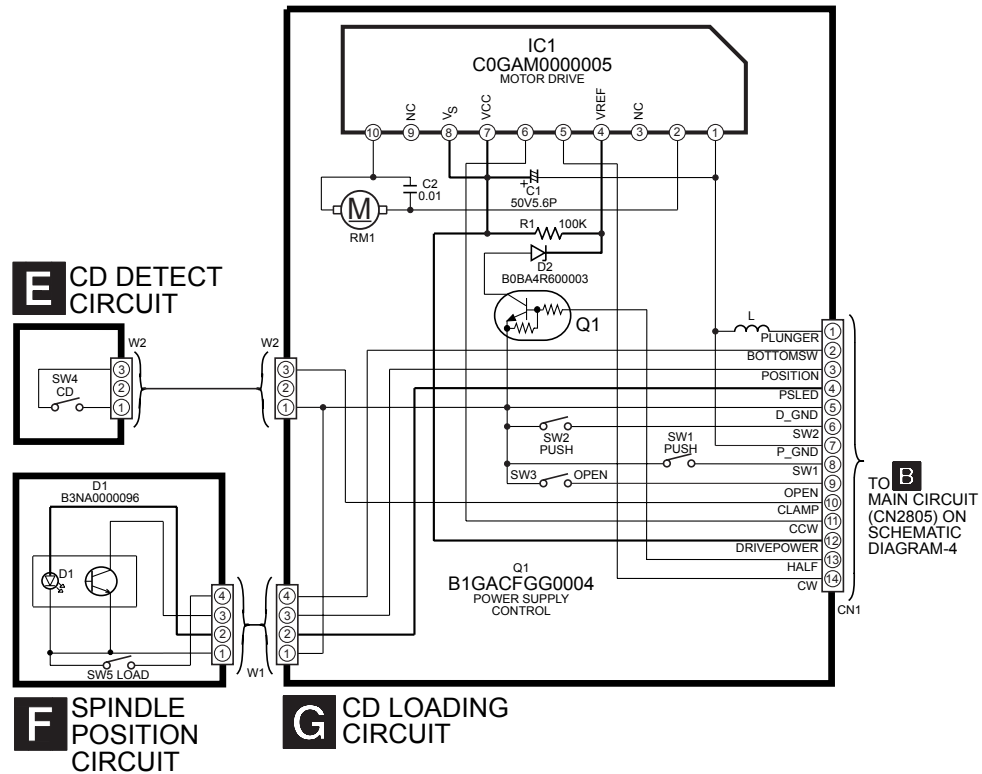 IC1
C0GAM0000005
MOTOR DRIVE
10
NC
9
VS
8
VCC
7
6
5
VREF
4
NC
3
2
1
C2
0.01
M
RM1
+
C1
50V5.6P
R1
100K
D2
B0BA4R600003
Q1
L
E CD DETECT
CIRCUIT
W2
3
2
1
SW4
CD
W2
3
2
1
SW2
PUSH
SW1
PUSH
SW3
OPEN
1
PLUNGER
2
BOTTOMSW
3
POSITION
4
PSLED
5
D_GND
6
SW2
7
P_GND
8
SW1
9
OPEN
10
CLAMP
11
CCW
12
DRIVEPOWER
13
HALF
14
CW
CN1
TO B
MAIN CIRCUIT
(CN2805) ON
SCHEMATIC
DIAGRAM-4
D1
B3NA0000096
D1
4
3
2
1
SW5 LOAD
W1
4
3
2
1
Q1
B1GACFGG0004
POWER SUPPLY
CONTROL
F SPINDLE
POSITION
CIRCUIT
G CD LOADING
CIRCUIT